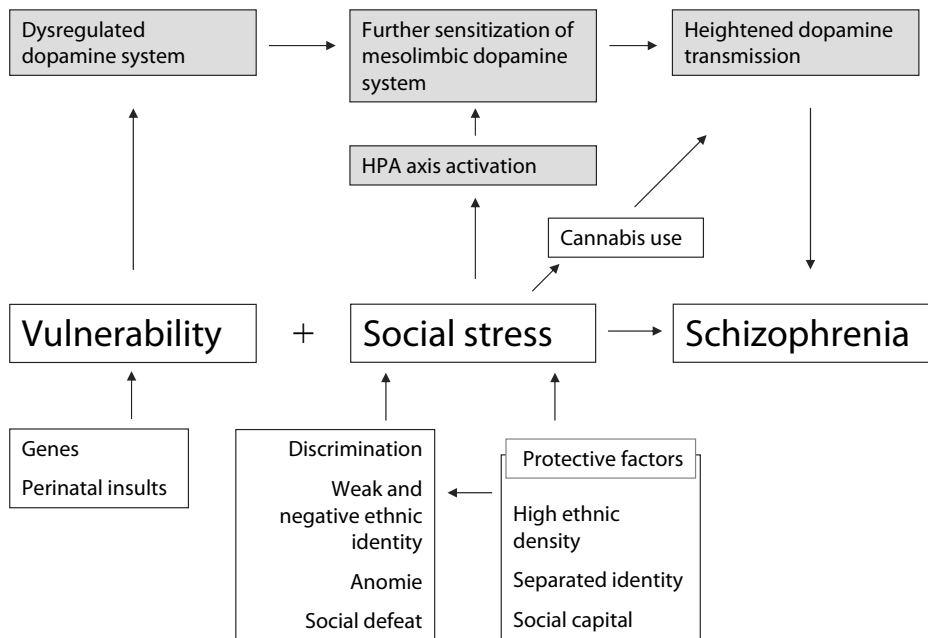 Dysregulated
dopamine system
Further sensitization of
mesolimbic dopamine
system
Heightened dopamine
transmission
HPA axis activation
Cannabis use
Vulnerability
+
Social stress
Schizophrenia
Genes
Perinatal insults
Discrimination
Weak and
negative ethnic
identity
Anomie
Social defeat
Protective factors
High ethnic
density
Separated identity
Social capital